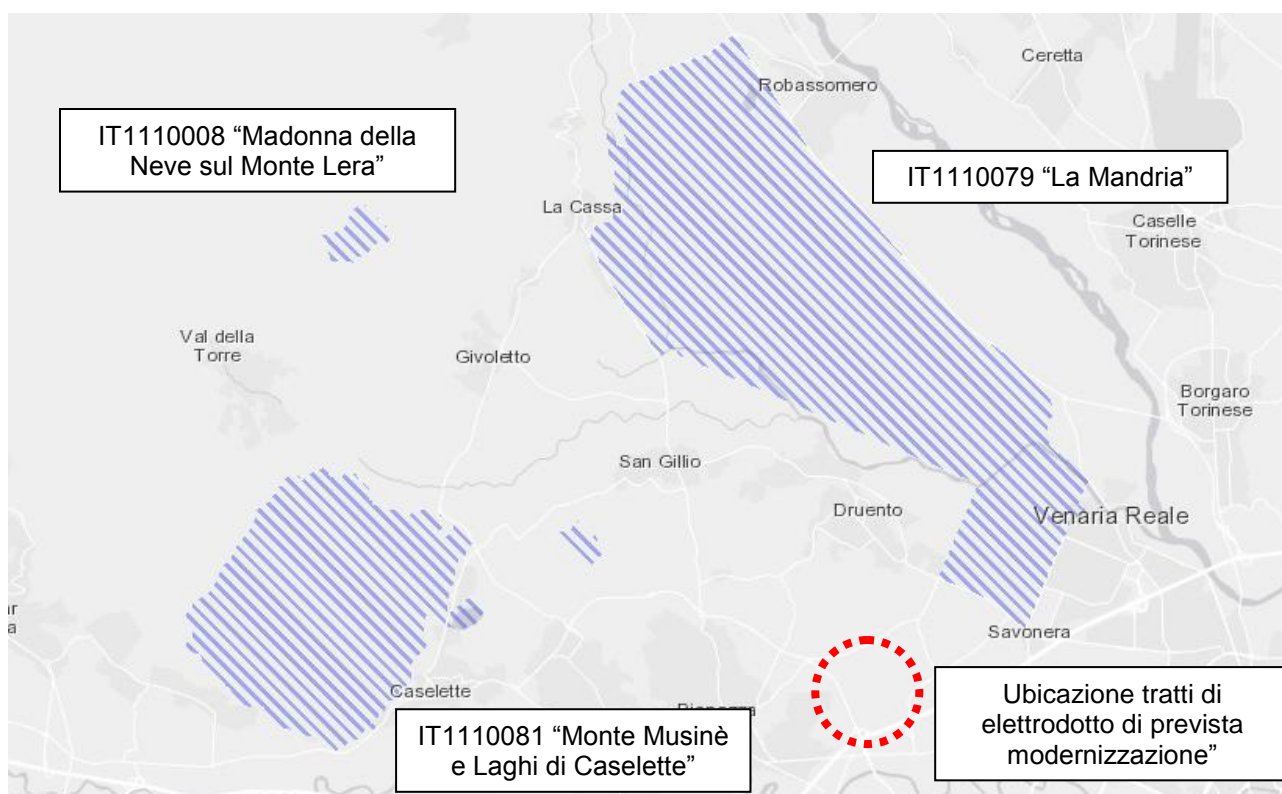 Ceretta
Robassomero
IT1110008 “Madonna della
Neve sul Monte Lera”
IT1110079 “La Mandria”
La Cassa
Caselle
Torinese
Val della
Torre
Givoletto
Borgaro
Torinese
San Gillio
Druento
Venaria Reale
Savonera
Caselette
IT1110081 “Monte Musinè
e Laghi di Caselette”
Ubicazione tratti di
elettrodotto di prevista
modernizzazione”